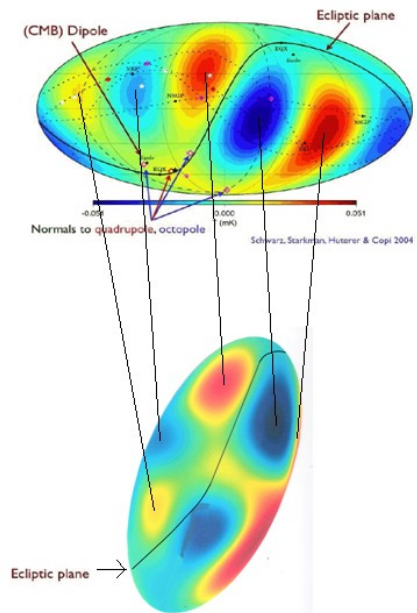 Ecliptic plane
(CMB) Dipole
-0.051
0.000
0.051
(mK)
Normals to quadrupole, octopole
Schwarz, Starkman, Huterer & Copi 2004
Ecliptic plane